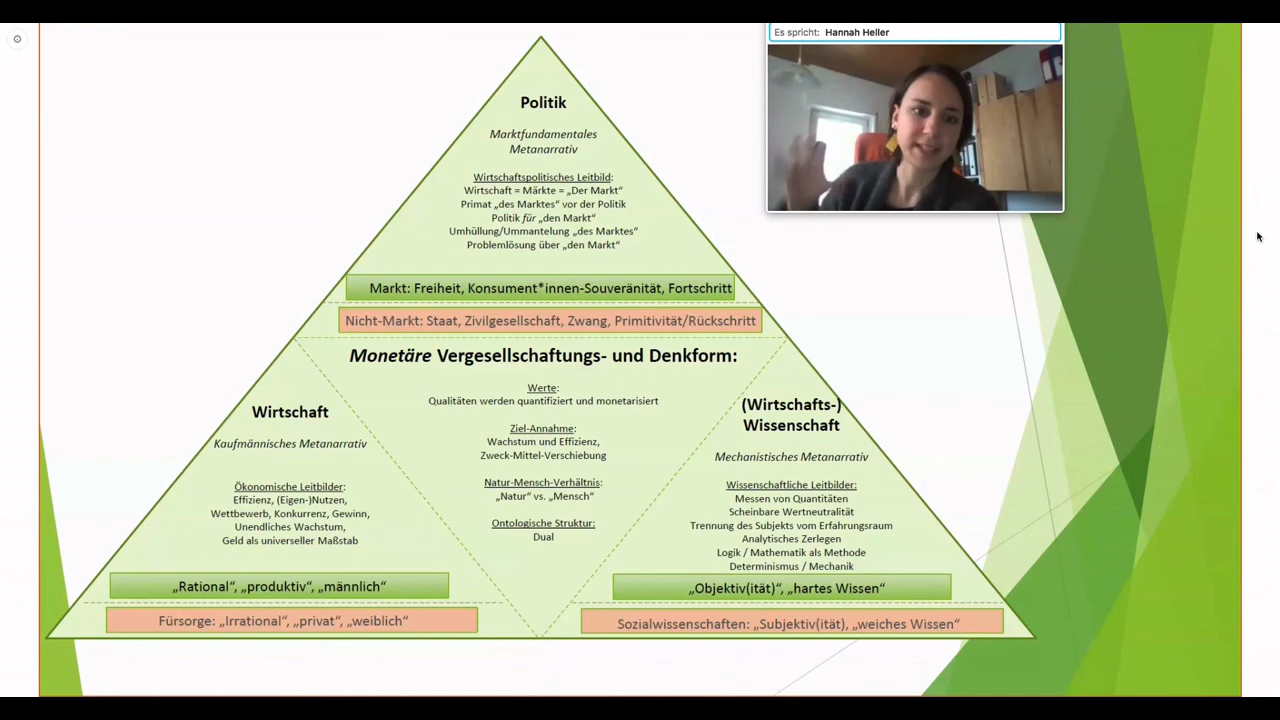 Es spricht: Hannah Heller
Politik
Marktfundamentales
Metanarrativ
Wirtschaftspolitisches Leitbild:
Wirtschaft = Märkte = „Der Markt“
Primat „des Marktes“ vor der Politik
Politik für „den Markt“
Umhüllung/Ummantelung „des Marktes“
Problemlösung über „den Markt“
Markt: Freiheit, Konsument*innen-Souveränität, Fortschritt
Nicht-Markt: Staat, Zivilgesellschaft, Zwang, Primitivität/Rückschritt
Monetäre Vergesellschaftungs- und Denkform:
Werte:
Qualitäten werden quantifiziert und monetarisiert
Ziel-Annahme:
Wachstum und Effizienz,
Zweck-Mittel-Verschiebung
Natur-Mensch-Verhältnis:
„Natur“ vs. „Mensch“
Ontologische Struktur:
Dual
Wirtschaft
Kaufmännisches Metanarrativ
Ökonomische Leitbilder:
Effizienz, (Eigen-)Nutzen,
Wettbewerb, Konkurrenz, Gewinn,
Unendliches Wachstum,
Geld als universeller Maßstab
„Rational“, „produktiv“, „männlich“
Fürsorge: „Irrational“, „privat“, „weiblich“
(Wirtschafts-)
Wissenschaft
Mechanistisches Metanarrativ
Wissenschaftliche Leitbilder:
Messen von Quantitäten
Scheinbare Wertneutralität
Trennung des Subjekts vom Erfahrungsraum
Analytisches Zerlegen
Logik / Mathematik als Methode
Determinismus / Mechanik
„Objektiv(ität)“, „hartes Wissen“
Sozialwissenschaften: „Subjektiv(ität), „weiches Wissen“